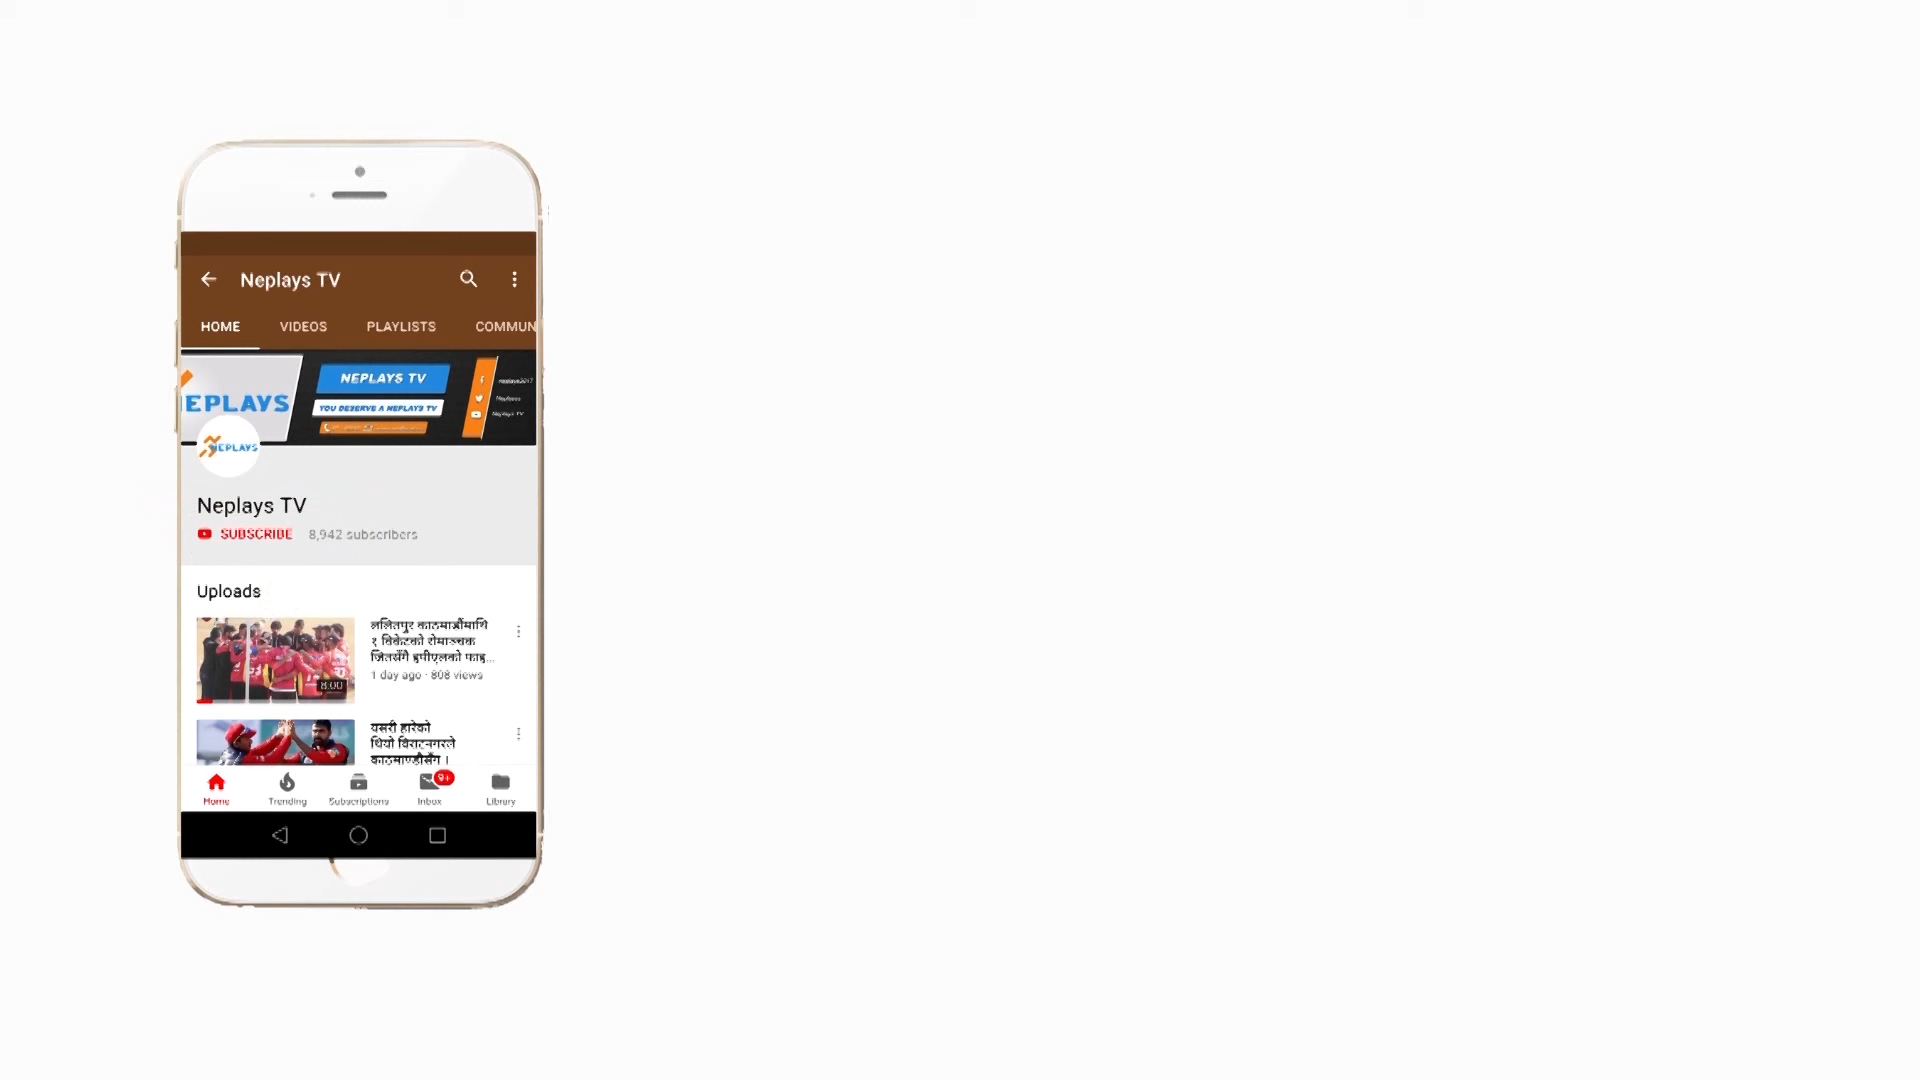 Neplays TV
HOME VIDEOS PLAYLISTS COMMUN
EPLAYS
NEPLAYS TV
YOU DESERVE A NEPLAYS TV
Neplays TV
NEPLAYS
Neplays TV
SUBSCRIBE 8,942 subscribers
Uploads
ललितपुर काठमाडौंमाथि
१ विकेटको रोमाञ्चक
जितसँगै इपीएलको फाइ...
1 day ago · 808 views
8:00
यसरी हारेको
थियो विराटनगरले
काठमाण्डौसँग ।
9+
Home Trending Subscriptions Inbox Library